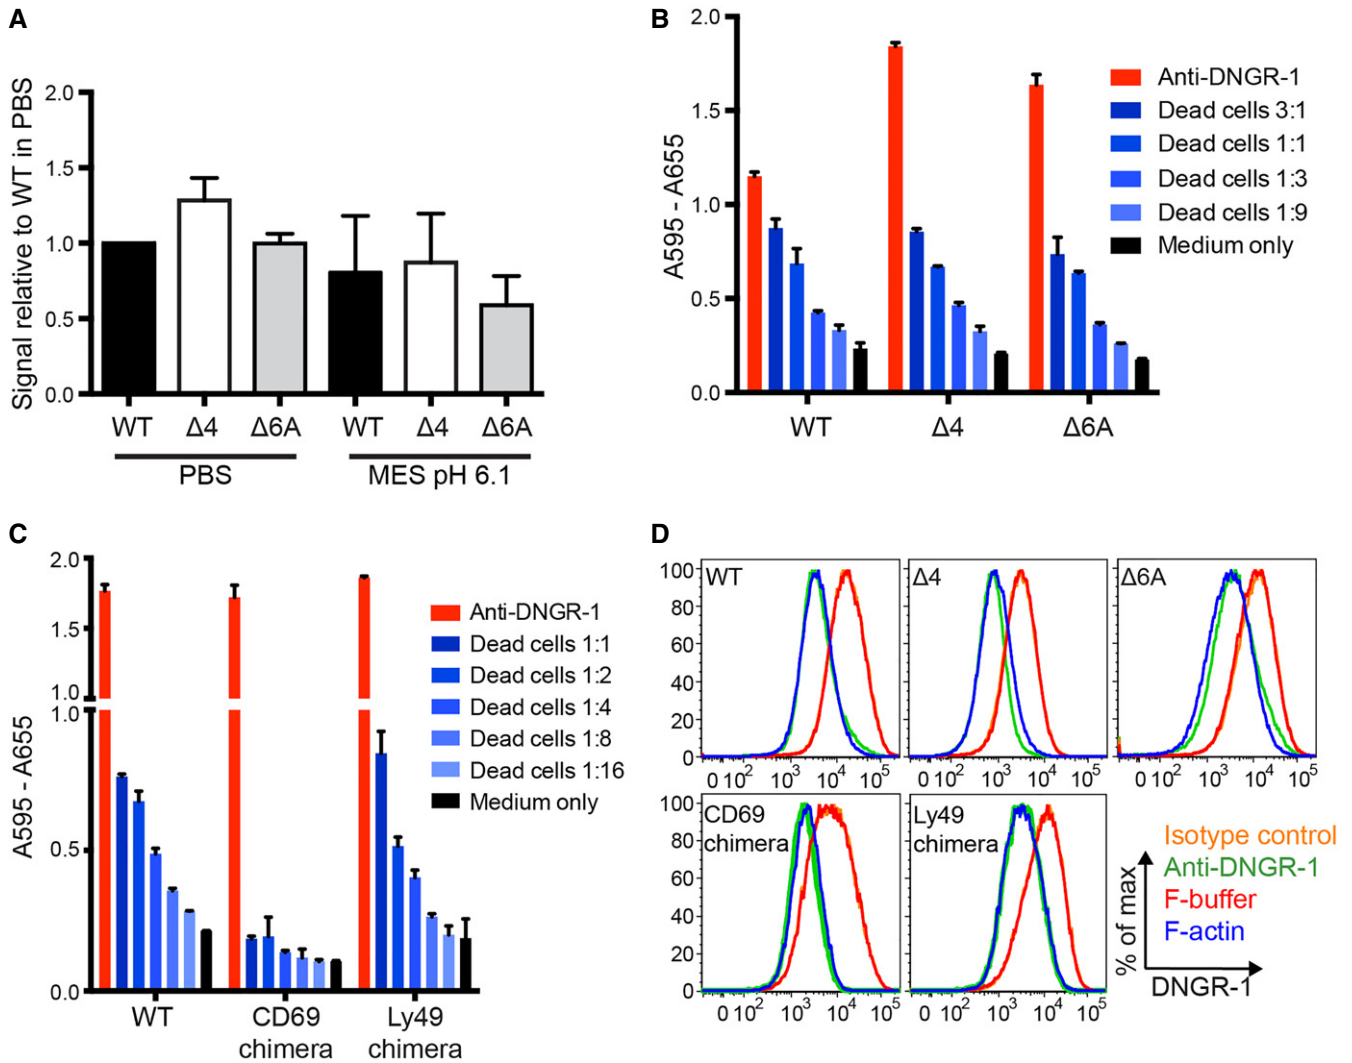 A
Signal relative to WT in PBS
2.0
1.5
1.0
0.5
0.0
WT Δ4 Δ6A WT Δ4 Δ6A
PBS MES pH 6.1
B
A595 - A655
2.0
1.5
1.0
0.5
0.0
WT Δ4 Δ6A
Anti-DNGR-1
Dead cells 3:1
Dead cells 1:1
Dead cells 1:3
Dead cells 1:9
Medium only
C
A595 - A655
2.0
1.5
1.0
1.0
0.5
0.0
WT CD69 Ly49
chimera chimera
Anti-DNGR-1
Dead cells 1:1
Dead cells 1:2
Dead cells 1:4
Dead cells 1:8
Dead cells 1:16
Medium only
D
WT Δ4 Δ6A
100
80
60
40
20
0
0 10² 10³ 10⁴ 10⁵ 0 10² 10³ 10⁴ 10⁵ 0 10² 10³ 10⁴ 10⁵
CD69 Ly49
chimera chimera
100
80
60
40
20
0
0 10² 10³ 10⁴ 10⁵ 0 10² 10³ 10⁴ 10⁵
Isotype control
Anti-DNGR-1
F-buffer
F-actin
% of max
DNGR-1